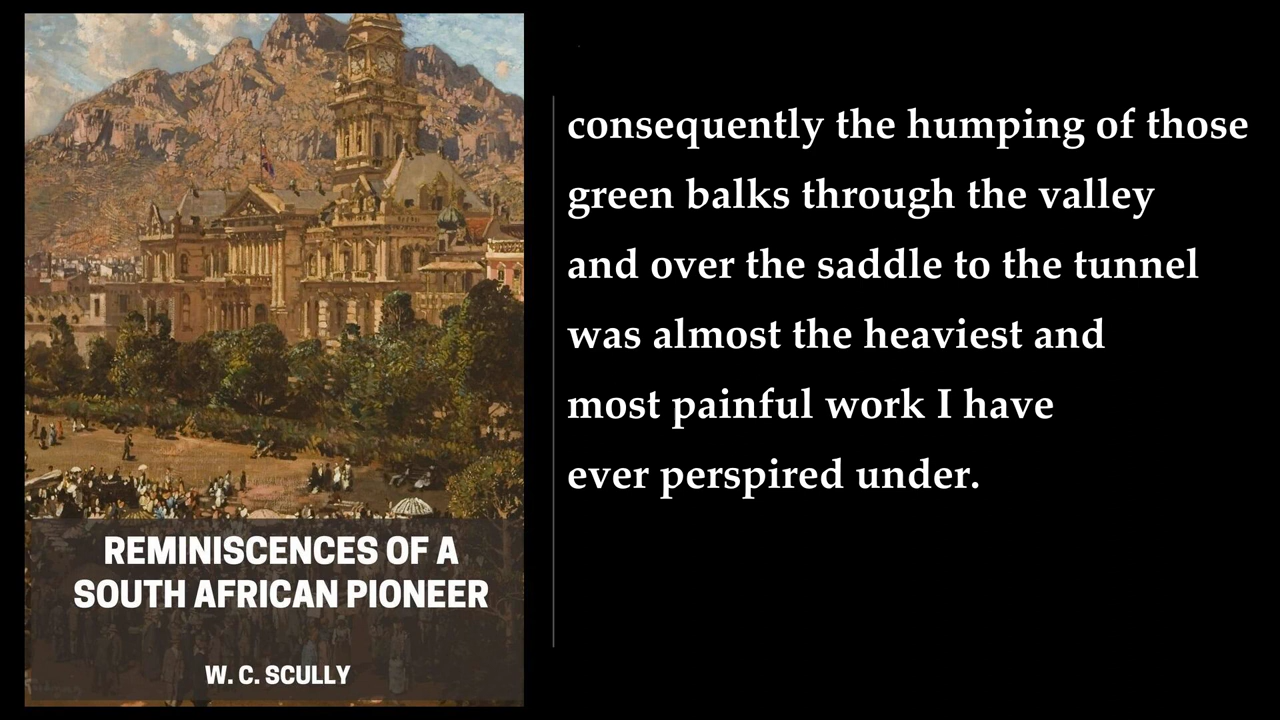 REMINISCENCES OF A
SOUTH AFRICAN PIONEER
W. C. SCULLY
consequently the humping of those
green balks through the valley
and over the saddle to the tunnel
was almost the heaviest and
most painful work I have
ever perspired under.